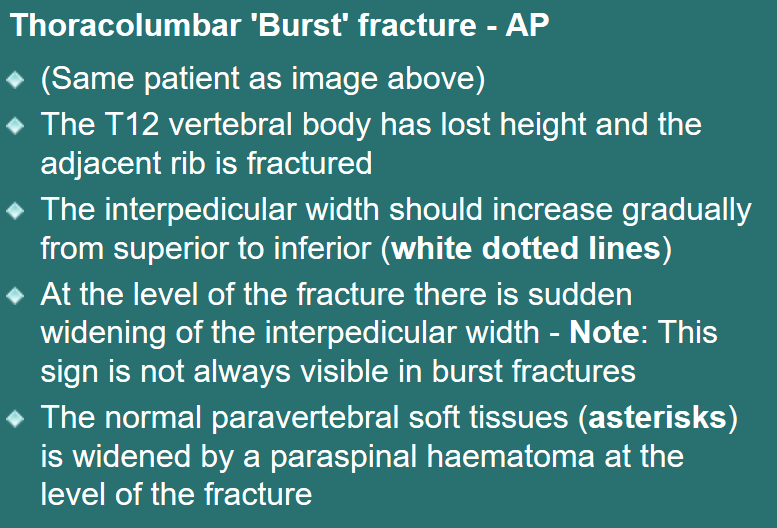 Thoracolumbar 'Burst' fracture - AP
(Same patient as image above)
The T12 vertebral body has lost height and the
adjacent rib is fractured
The interpedicular width should increase gradually
from superior to inferior (white dotted lines)
At the level of the fracture there is sudden
widening of the interpedicular width - Note: This
sign is not always visible in burst fractures
The normal paravertebral soft tissues (asterisks)
is widened by a paraspinal haematoma at the
level of the fracture